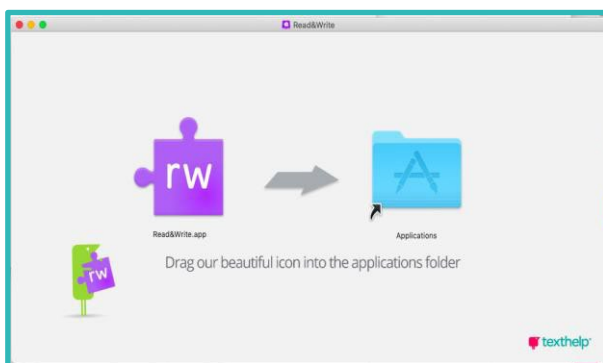 Read&Write
rw
Read&Write.app
Applications
rw
Drag our beautiful icon into the applications folder
texthelp